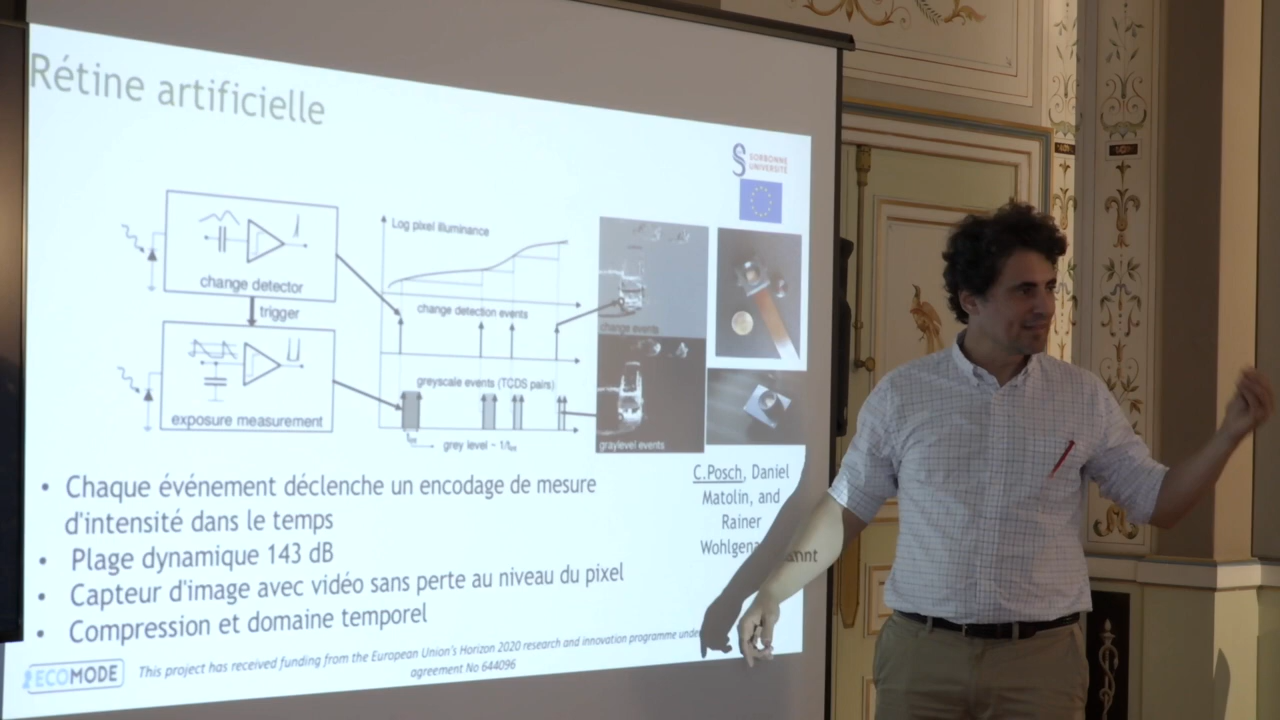 Rétine artificielle
SORBONNE
UNIVERSITÉ
Log pixel illuminance
change detector
trigger
change detection events
change events
exposure measurement
greyscale events (TCDS pairs)
grey level ~ 1/tint
tint
graylevel events
• Chaque événement déclenche un encodage de mesure
d'intensité dans le temps
• Plage dynamique 143 dB
• Capteur d'image avec vidéo sans perte au niveau du pixel
• Compression et domaine temporel
C.Posch, Daniel
Matolin, and
Rainer
ECOMODE
This project has received funding from the European Union's Horizon 2020 research and innovation programme under
agreement No 644096